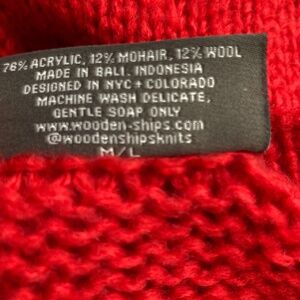 76% ACRYLIC, 12% MOHAIR, 12% WOOL
MADE IN BALI, INDONESIA
DESIGNED IN NYC + COLORADO
MACHINE WASH DELICATE,
GENTLE SOAP ONLY
www.wooden-ships.com
@woodenshipsknits
M/L